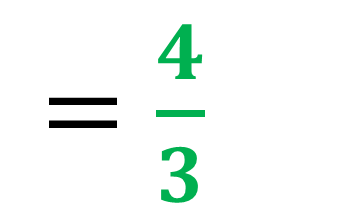 = 4/3